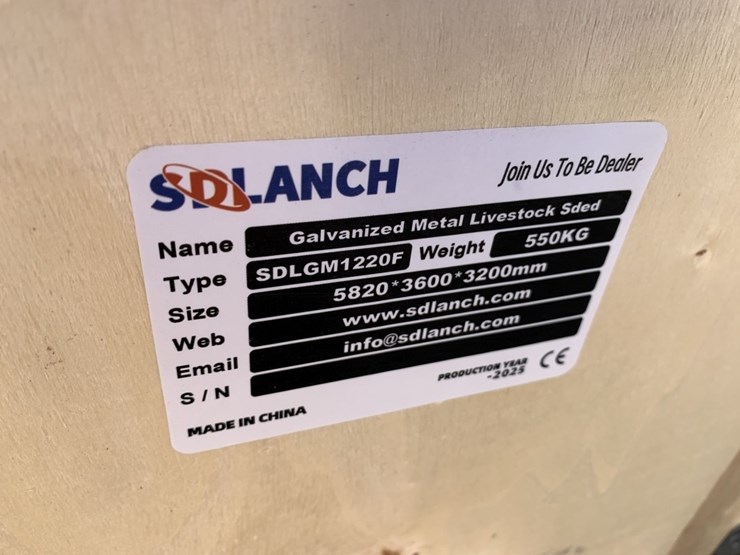 SDLANCH Join Us To Be Dealer
Name Galvanized Metal Livestock Sded
Type SDLGM1220F Weight 550KG
Size 5820*3600*3200mm
Web www.sdlanch.com
Email info@sdlanch.com
S / N
PRODUCTION YEAR
-2025
CE
MADE IN CHINA